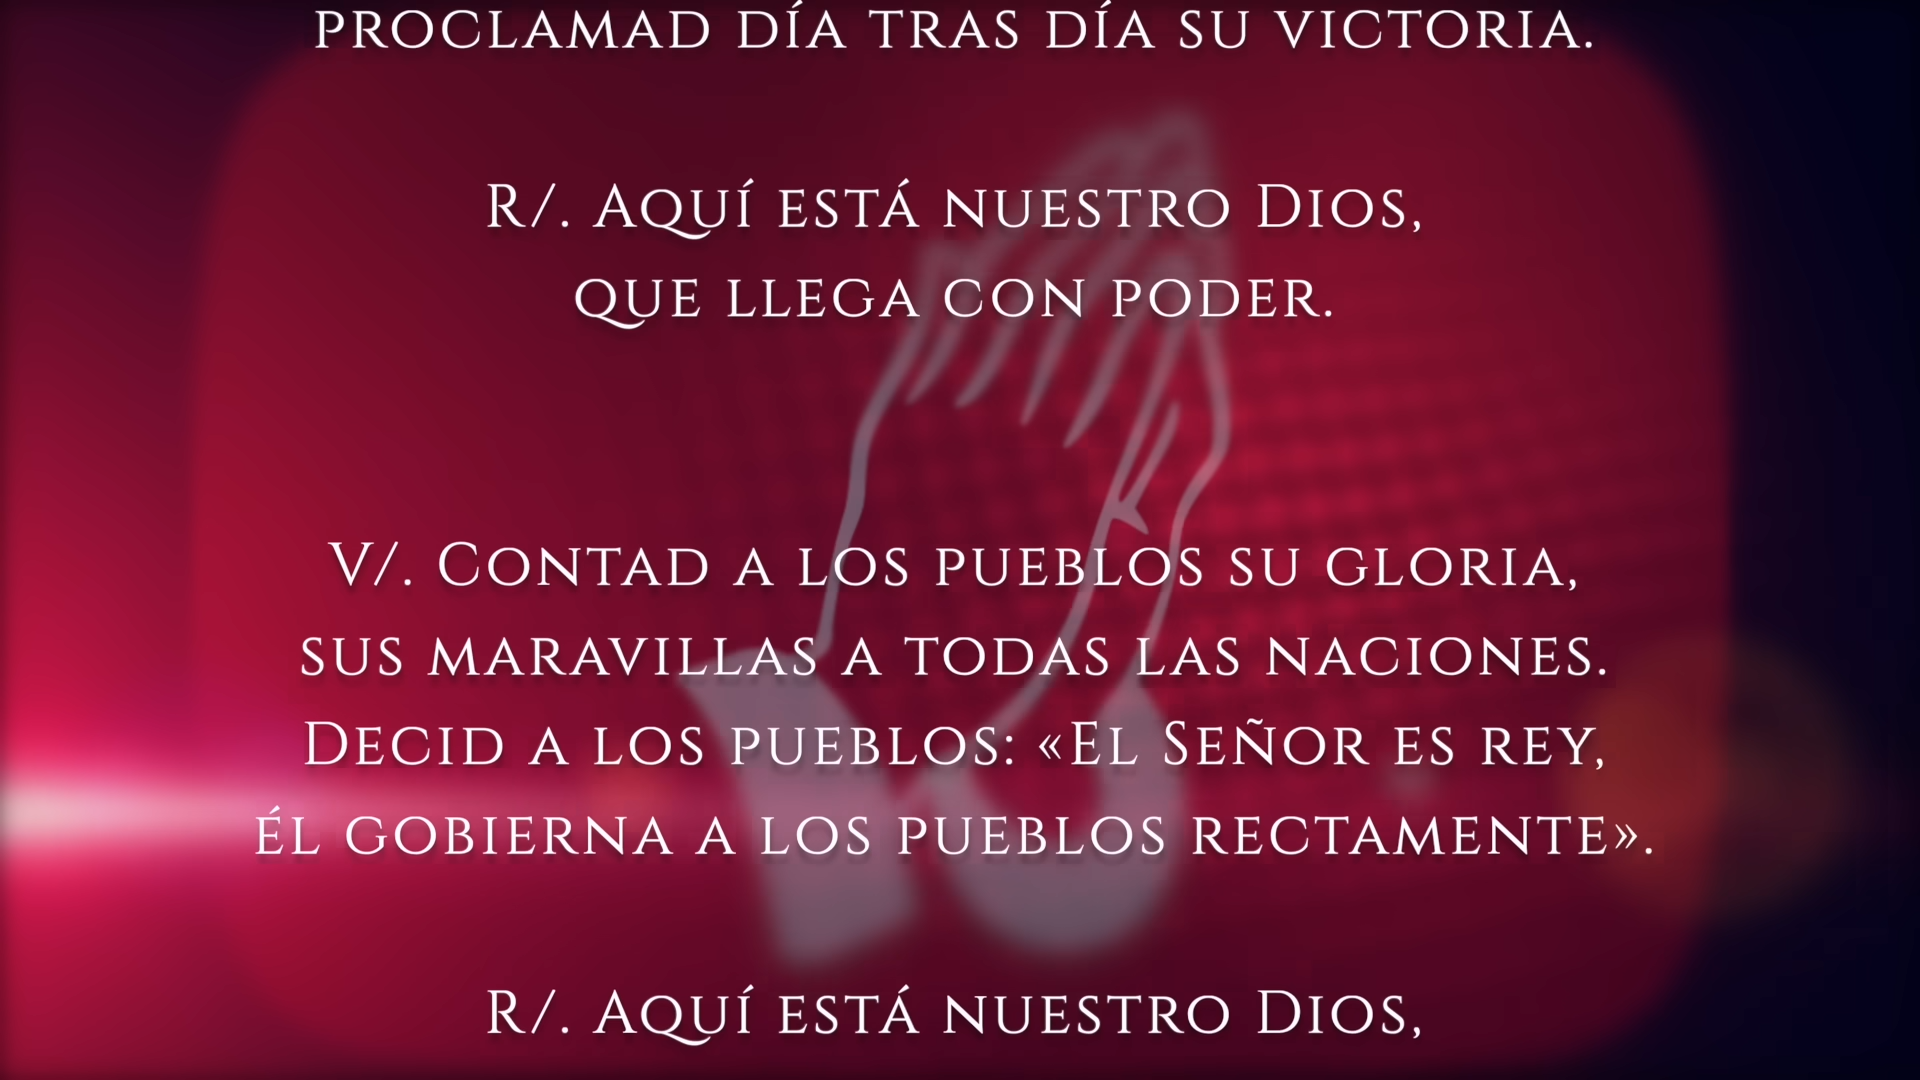 proclamad día tras día su victoria.
R/. Aquí está nuestro Dios,
que llega con poder.
V/. Contad a los pueblos su gloria,
sus maravillas a todas las naciones.
Decid a los pueblos: «El Señor es rey,
él gobierna a los pueblos rectamente».
R/. Aquí está nuestro Dios,